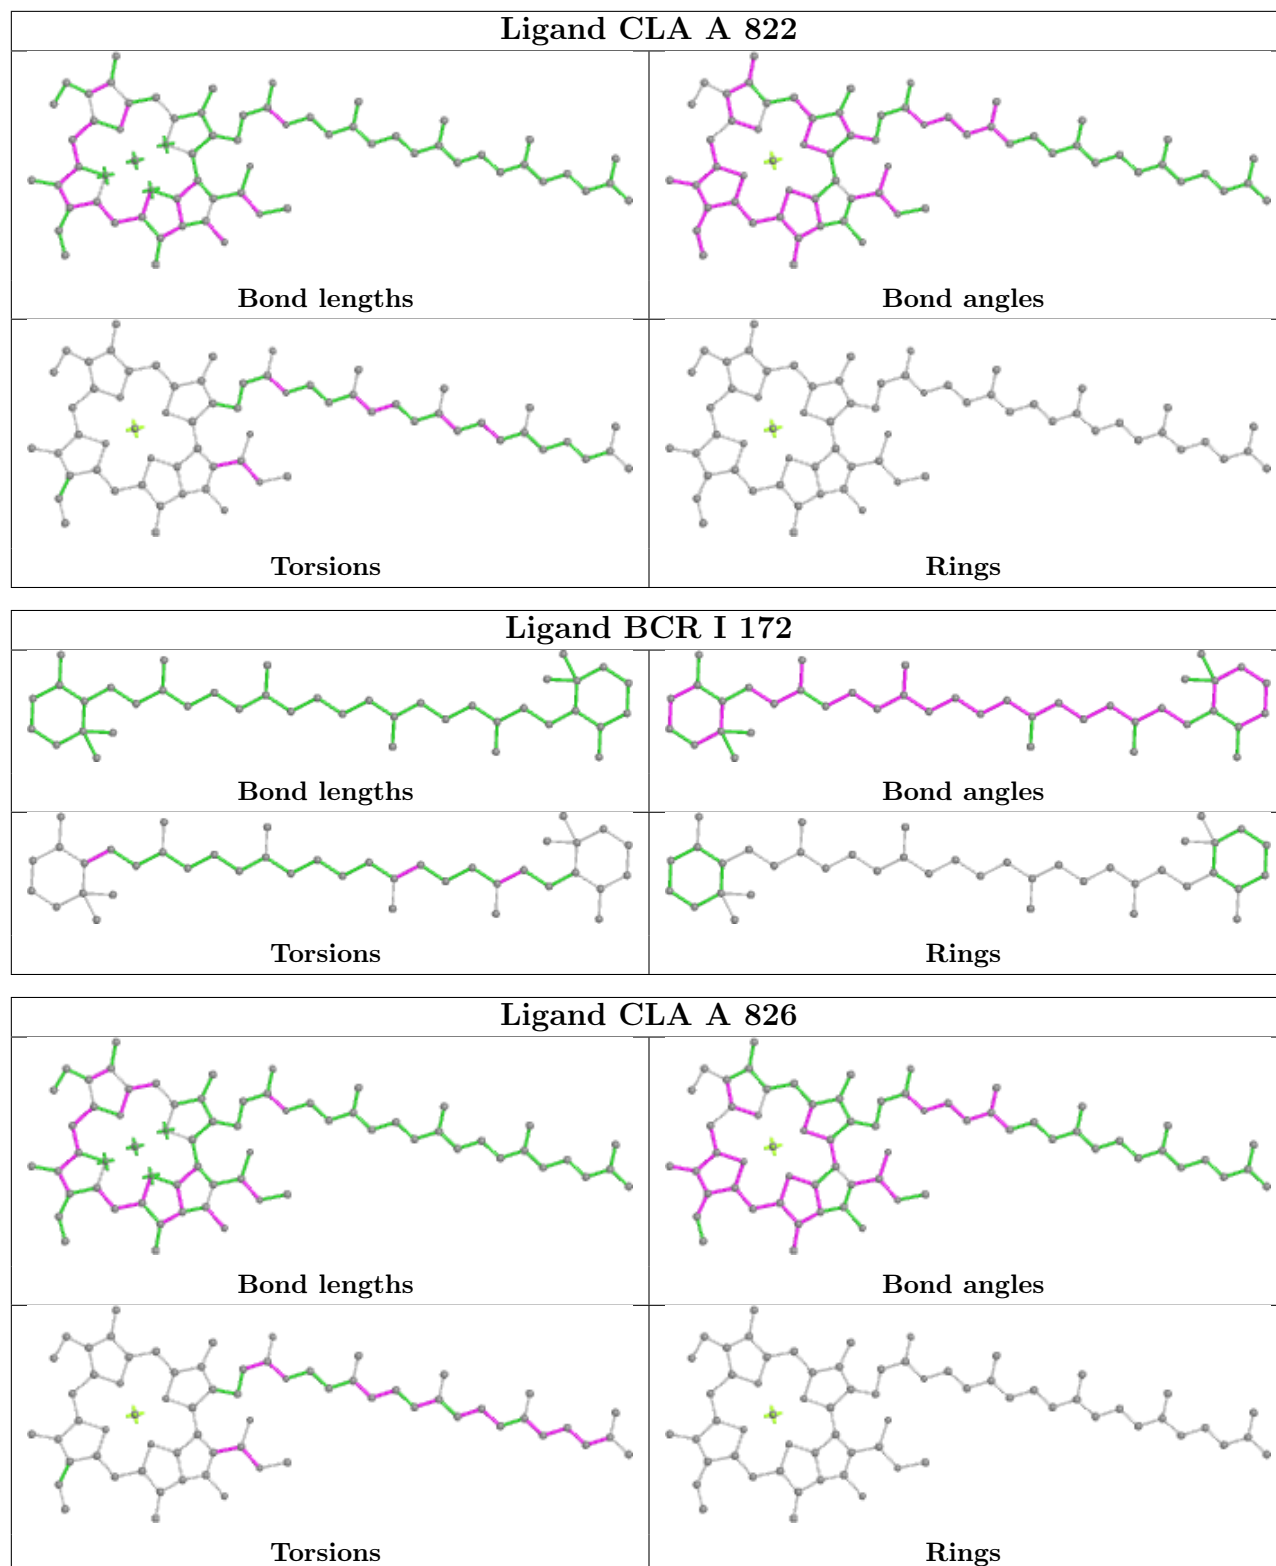 Ligand CLA A 822
Bond lengths
Bond angles
Torsions
Rings
Ligand BCR I 172
Bond lengths
Bond angles
Torsions
Rings
Ligand CLA A 826
Bond lengths
Bond angles
Torsions
Rings